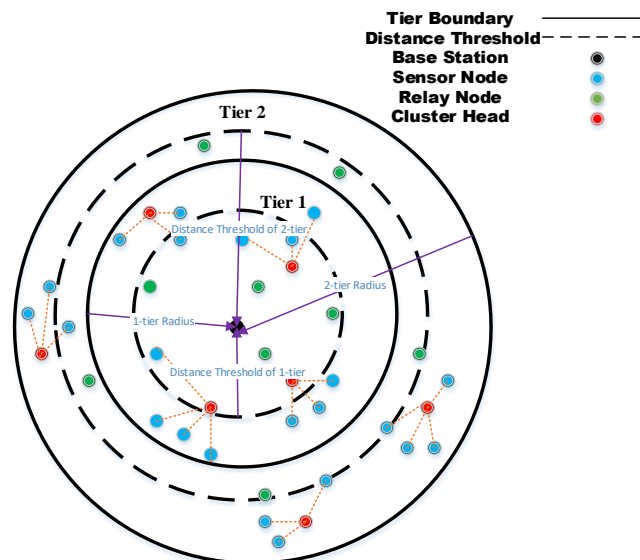 Tier Boundary
Distance Threshold
Base Station
Sensor Node
Relay Node
Cluster Head
Tier 2
Tier 1
Distance Threshold of 2-tier
2-tier Radius
1-tier Radius
Distance Threshold of 1-tier